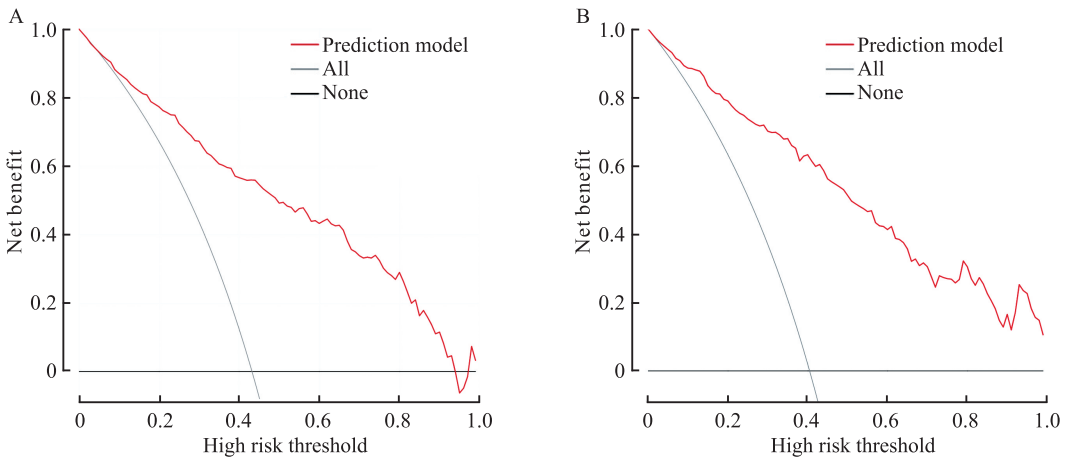 A
Net benefit
1.0
0.8
0.6
0.4
0.2
0
Prediction model
All
None
0 0.2 0.4 0.6 0.8 1.0
High risk threshold
B
Net benefit
1.0
0.8
0.6
0.4
0.2
0
Prediction model
All
None
0 0.2 0.4 0.6 0.8 1.0
High risk threshold